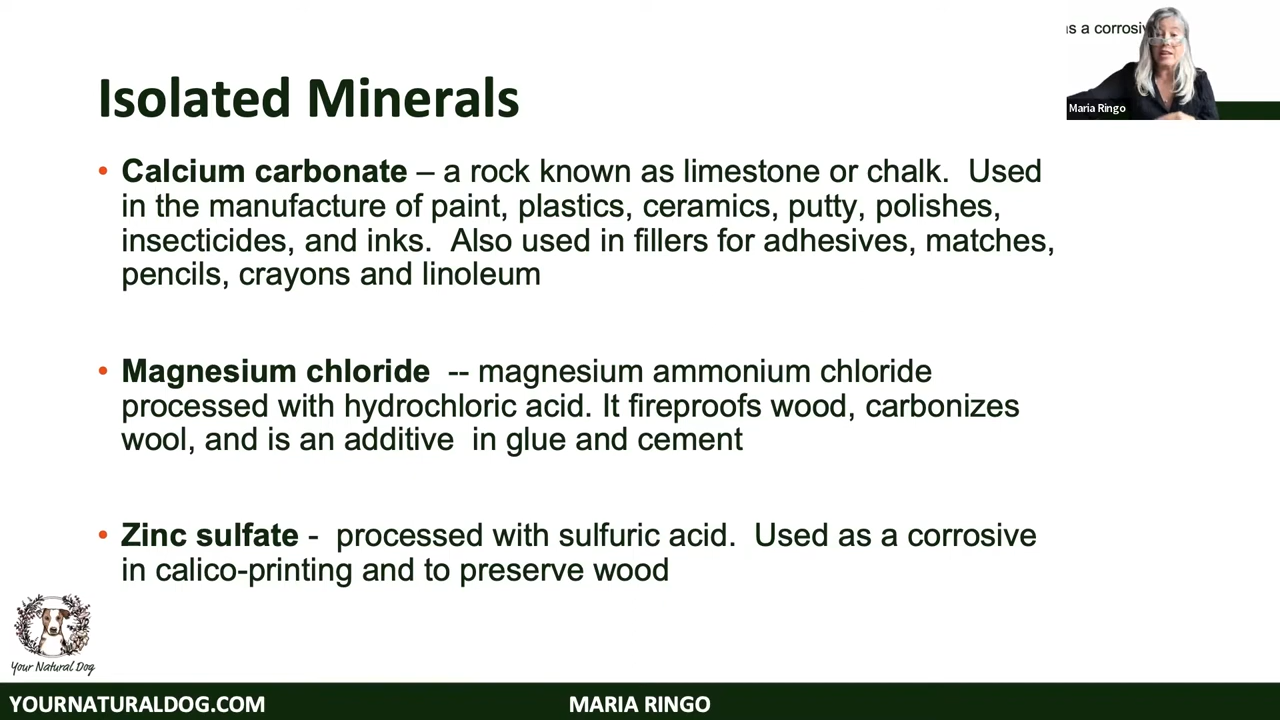 as a corrosiv
Maria Ringo
Isolated Minerals
• Calcium carbonate – a rock known as limestone or chalk.  Used
in the manufacture of paint, plastics, ceramics, putty, polishes,
insecticides, and inks.  Also used in fillers for adhesives, matches,
pencils, crayons and linoleum
• Magnesium chloride  -- magnesium ammonium chloride
processed with hydrochloric acid. It fireproofs wood, carbonizes
wool, and is an additive  in glue and cement
• Zinc sulfate -  processed with sulfuric acid.  Used as a corrosive
in calico-printing and to preserve wood
Your Natural Dog
YOURNATURALDOG.COM
MARIA RINGO